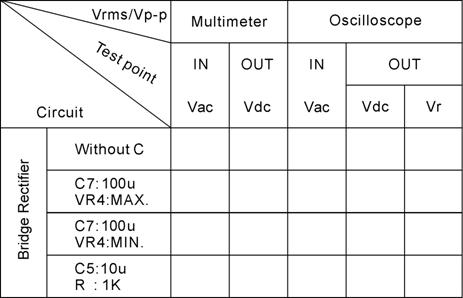 Vrms/Vp-p
Multimeter
Oscilloscope
Test point
IN
OUT
IN
OUT
Circuit
Vac
Vdc
Vac
Vdc
Vr
Bridge Rectifier
Without C
C7:100u
VR4:MAX.
C7:100u
VR4:MIN.
C5:10u
R : 1K